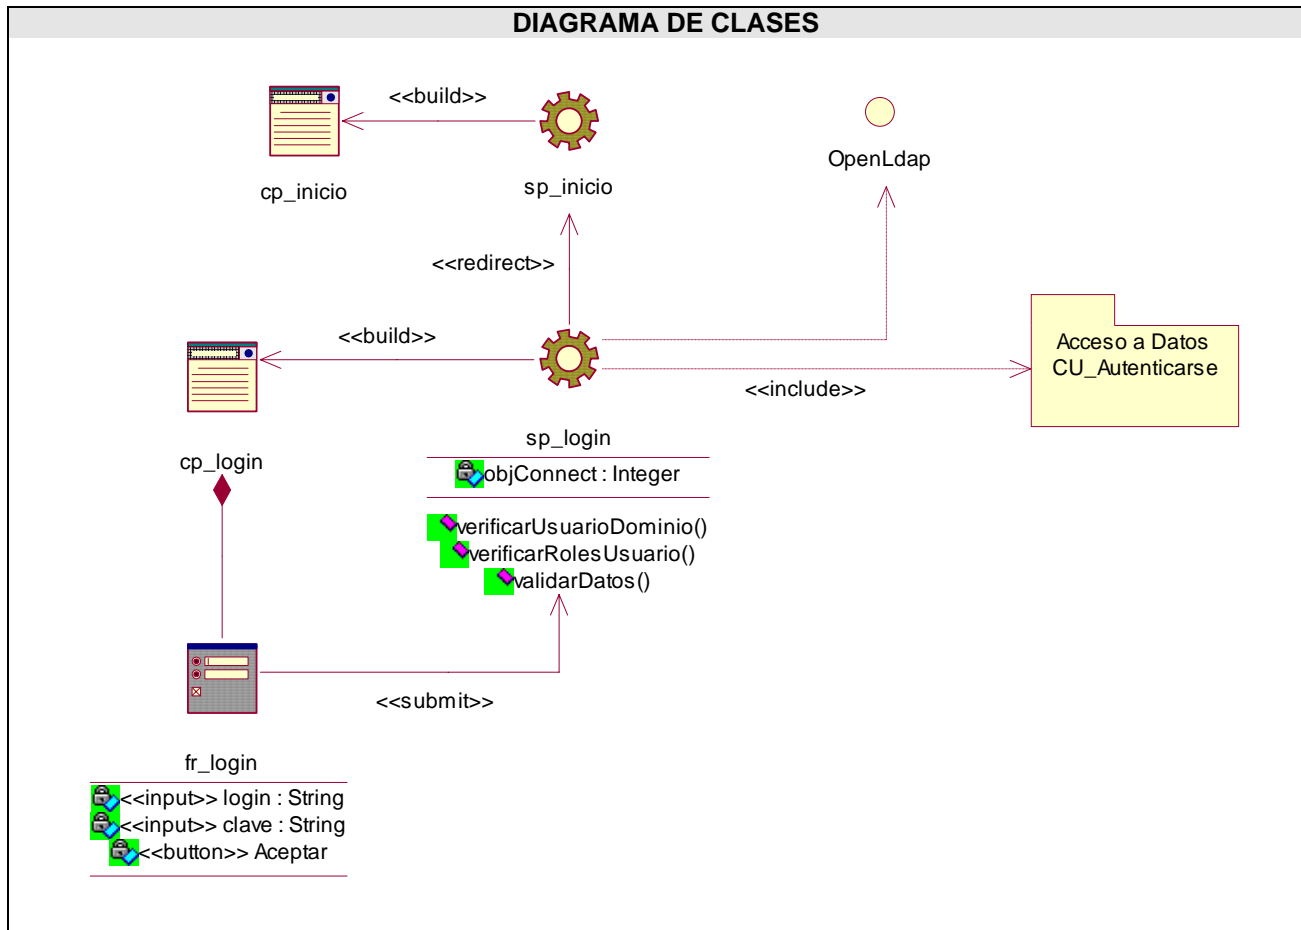 DIAGRAMA DE CLASES
<<build>>
OpenLdap
cp_inicio
sp_inicio
<<redirect>>
<<build>>
Acceso a Datos
CU_Autenticarse
<<include>>
sp_login
cp_login
objConnect : Integer
verificarUsuarioDominio()
verificarRolesUsuario()
validarDatos()
<<submit>>
fr_login
<<input>> login : String
<<input>> clave : String
<<button>> Aceptar